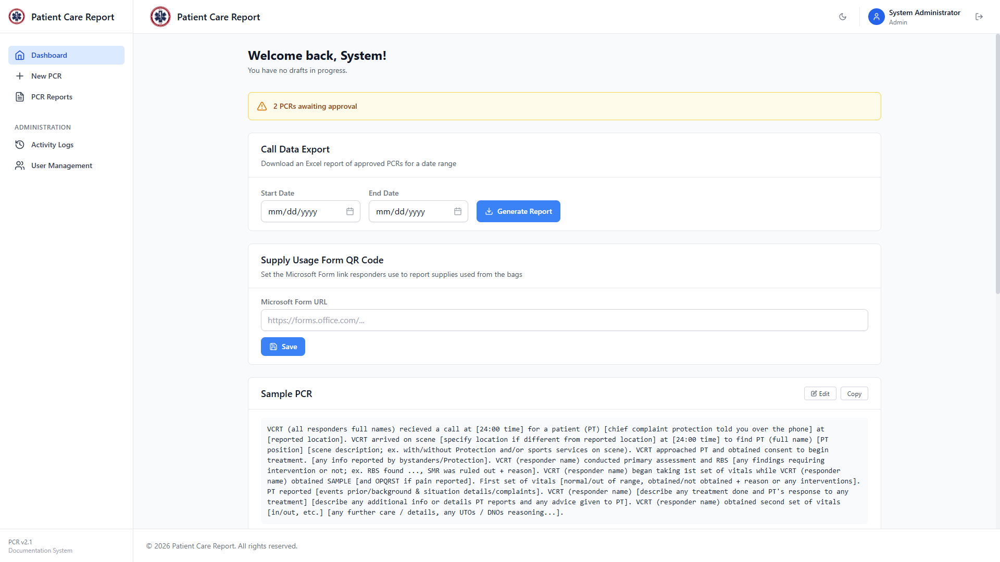 Patient Care Report
Patient Care Report
System Administrator
Admin
Dashboard
New PCR
PCR Reports
ADMINISTRATION
Activity Logs
User Management
Welcome back, System!
You have no drafts in progress.
2 PCRs awaiting approval
Call Data Export
Download an Excel report of approved PCRs for a date range
Start Date
End Date
mm/dd/yyyy
mm/dd/yyyy
Generate Report
Supply Usage Form QR Code
Set the Microsoft Form link responders use to report supplies used from the bags
Microsoft Form URL
https://forms.office.com/...
Save
Sample PCR
Edit
Copy
VCRT (all responders full names) recieved a call at [24:00 time] for a patient (PT) [chief complaint protection told you over the phone] at
[reported location]. VCRT arrived on scene [specify location if different from reported location] at [24:00 time] to find PT (full name) [PT
position] [scene description; ex. with/without Protection and/or sports services on scene). VCRT approached PT and obtained consent to begin
treatment. [any info reported by bystanders/Protection]. VCRT (responder name) conducted primary assessment and RBS [any findings requiring
intervention or not; ex. RBS found ..., SMR was ruled out + reason]. VCRT (responder name) began taking 1st set of vitals while VCRT (responder
name) obtained SAMPLE [and OPQRST if pain reported]. First set of vitals [normal/out of range, obtained/not obtained + reason or any interventions].
PT reported [events prior/background & situation details/complaints]. VCRT (responder name) [describe any treatment done and PT's response to any
treatment] [describe any additional info or details PT reports and any advice given to PT]. VCRT (responder name) obtained second set of vitals
[in/out, etc.] [any further care / details, any UTOs / DNOs reasoning...].
PCR v2.1
Documentation System
© 2026 Patient Care Report. All rights reserved.